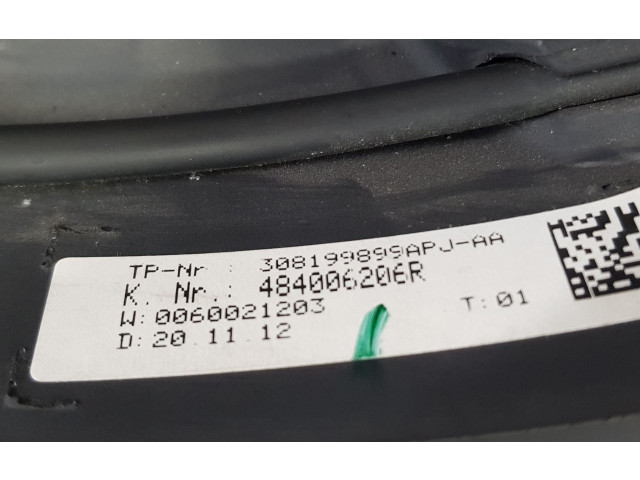 TP-Nr : 308199899APJ-AA
K. Nr.: 484006206R
W: 0060021203 T: 01
D: 20 11 12